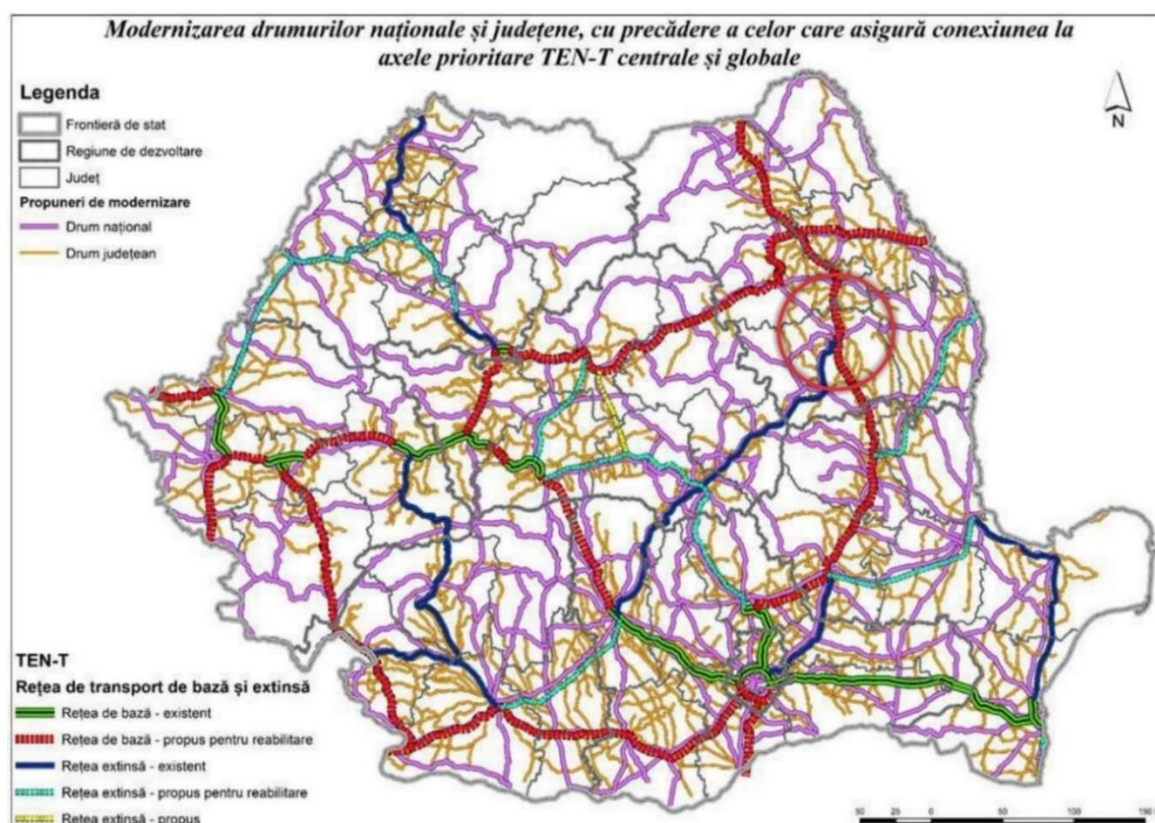 Modernizarea drumurilor naționale și județene, cu precădere a celor care asigură conexiunea la
axele prioritare TEN-T centrale și globale
N
Legenda
Frontieră de stat
Regiune de dezvoltare
Județ
Propuneri de modernizare
Drum național
Drum județean
TEN-T
Rețea de transport de bază și extinsă
Rețea de bază - existent
Rețea de bază - propus pentru reabilitare
Rețea extinsă - existent
Rețea extinsă - propus pentru reabilitare
Rețea extinsă - propus
50 25 0 50 100 150